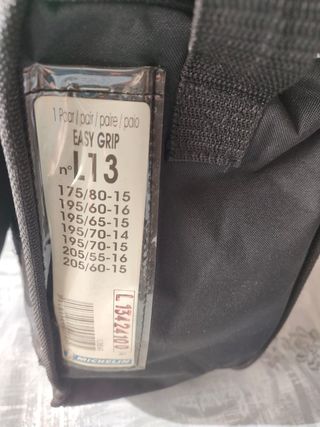 1 Paar / pair / paire / paio
EASY GRIP
n° L13
175/80-15
195/60-16
195/65-15
195/70-14
195/70-15
205/55-16
205/60-15
MICHELIN